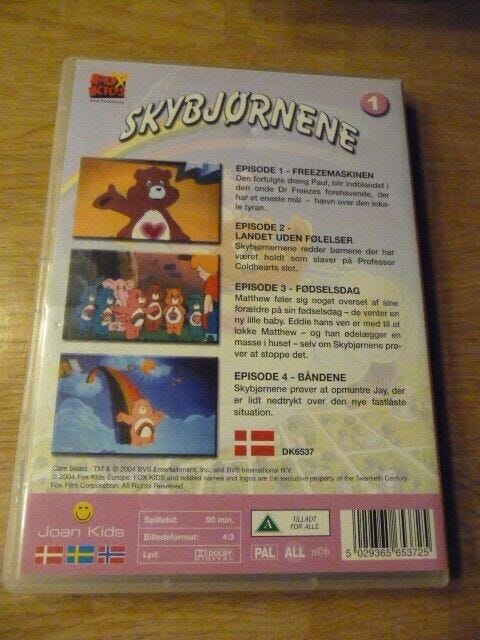 FOX
KIDS
SKYBJØRNENE
1
EPISODE 1 - FREEZEMASKINEN
Den forfulgte dreng Paul, blir indblandet i
den onde Dr Freezes forehavende, der
har et eneste mål – hævn over den loka-
le tyran.
EPISODE 2 -
LANDET UDEN FØLELSER
Skybjørnernene redder børnene der har
været holdt som slaver på Professor
Coldhearts slot.
EPISODE 3 - FØDSELSDAG
Matthew føler sig noget overset af sine
forældre på sin fødselsdag – de venter en
ny lille baby. Eddie hans ven er med til at
lokke Matthew – og han ødelægger en
masse i huset – selv om Skybjørnene prø-
ver at stoppe det.
EPISODE 4 - BÅNDENE
Skybjørnene prøver at opmuntre Jay, der
er lidt nedtrykt over den nye fastlåste
situation.
DK6537
Care Bears. TM & © 2004 BVS Entertainment, Inc. and BVS International N.V.
© 2004 Fox Kids Europe. FOX KIDS and related names and logos are the exclusive property of the Twentieth Century
Fox Film Corporation. All Rights Reserved.
Joan Kids
Spilletid: 90 min.
Billedeformat: 4:3
Lyd: DOLBY
DIGITAL
A
TILLADT
FOR ALLE
PAL ALL ncb
5 029365 653725